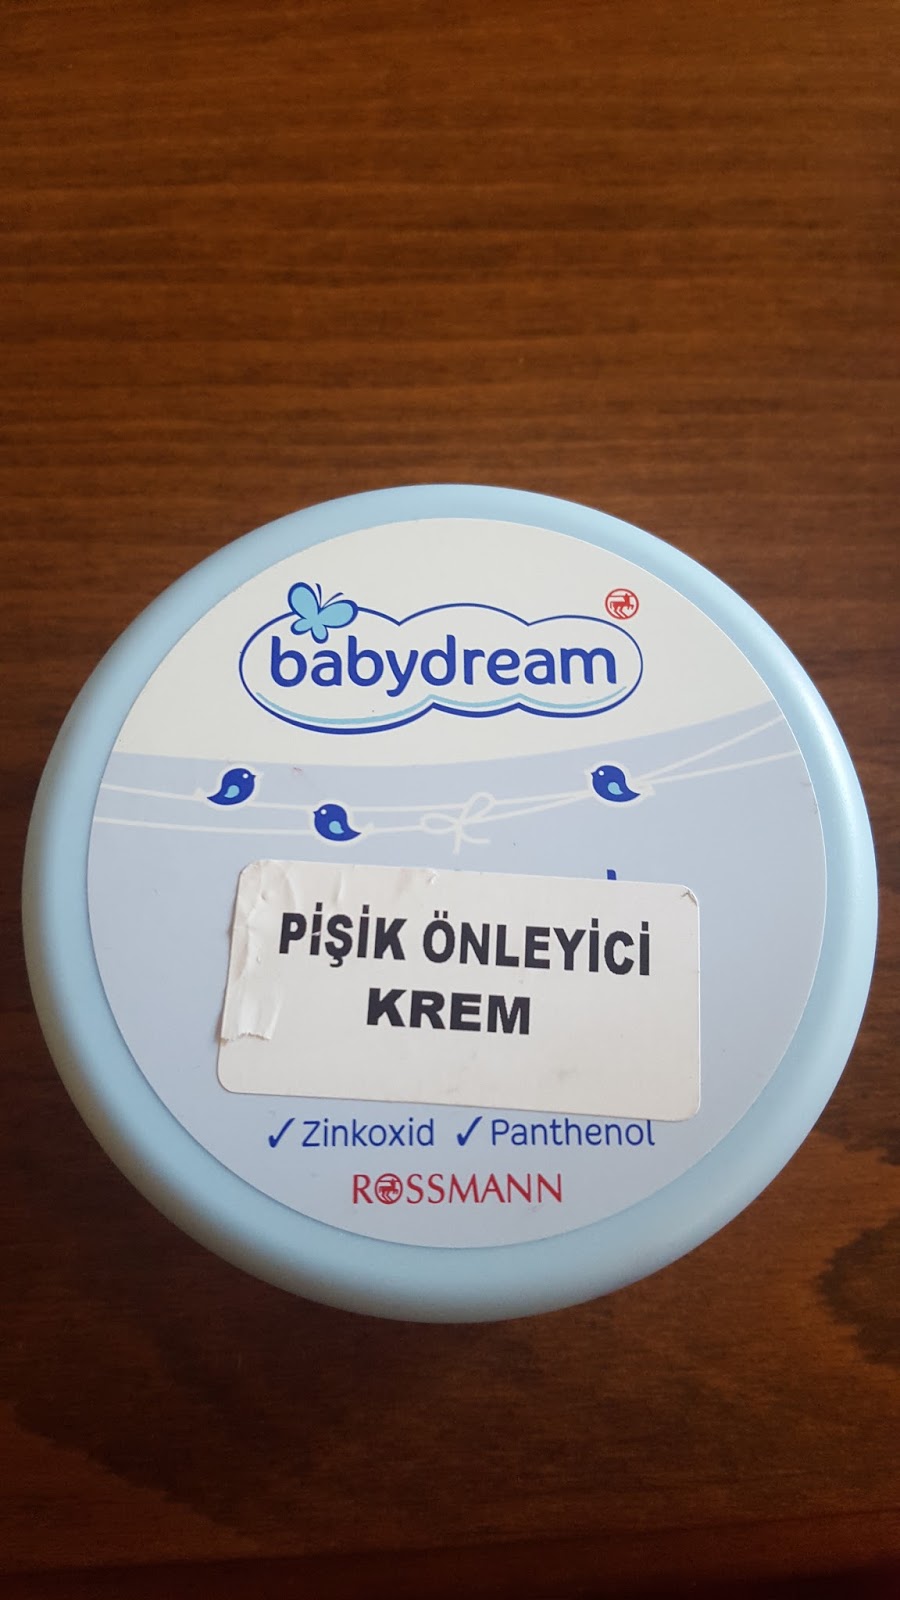 babydream
PİŞİK ÖNLEYİCİ
KREM
✓ Zinkoxid ✓ Panthenol
ROSSMANN